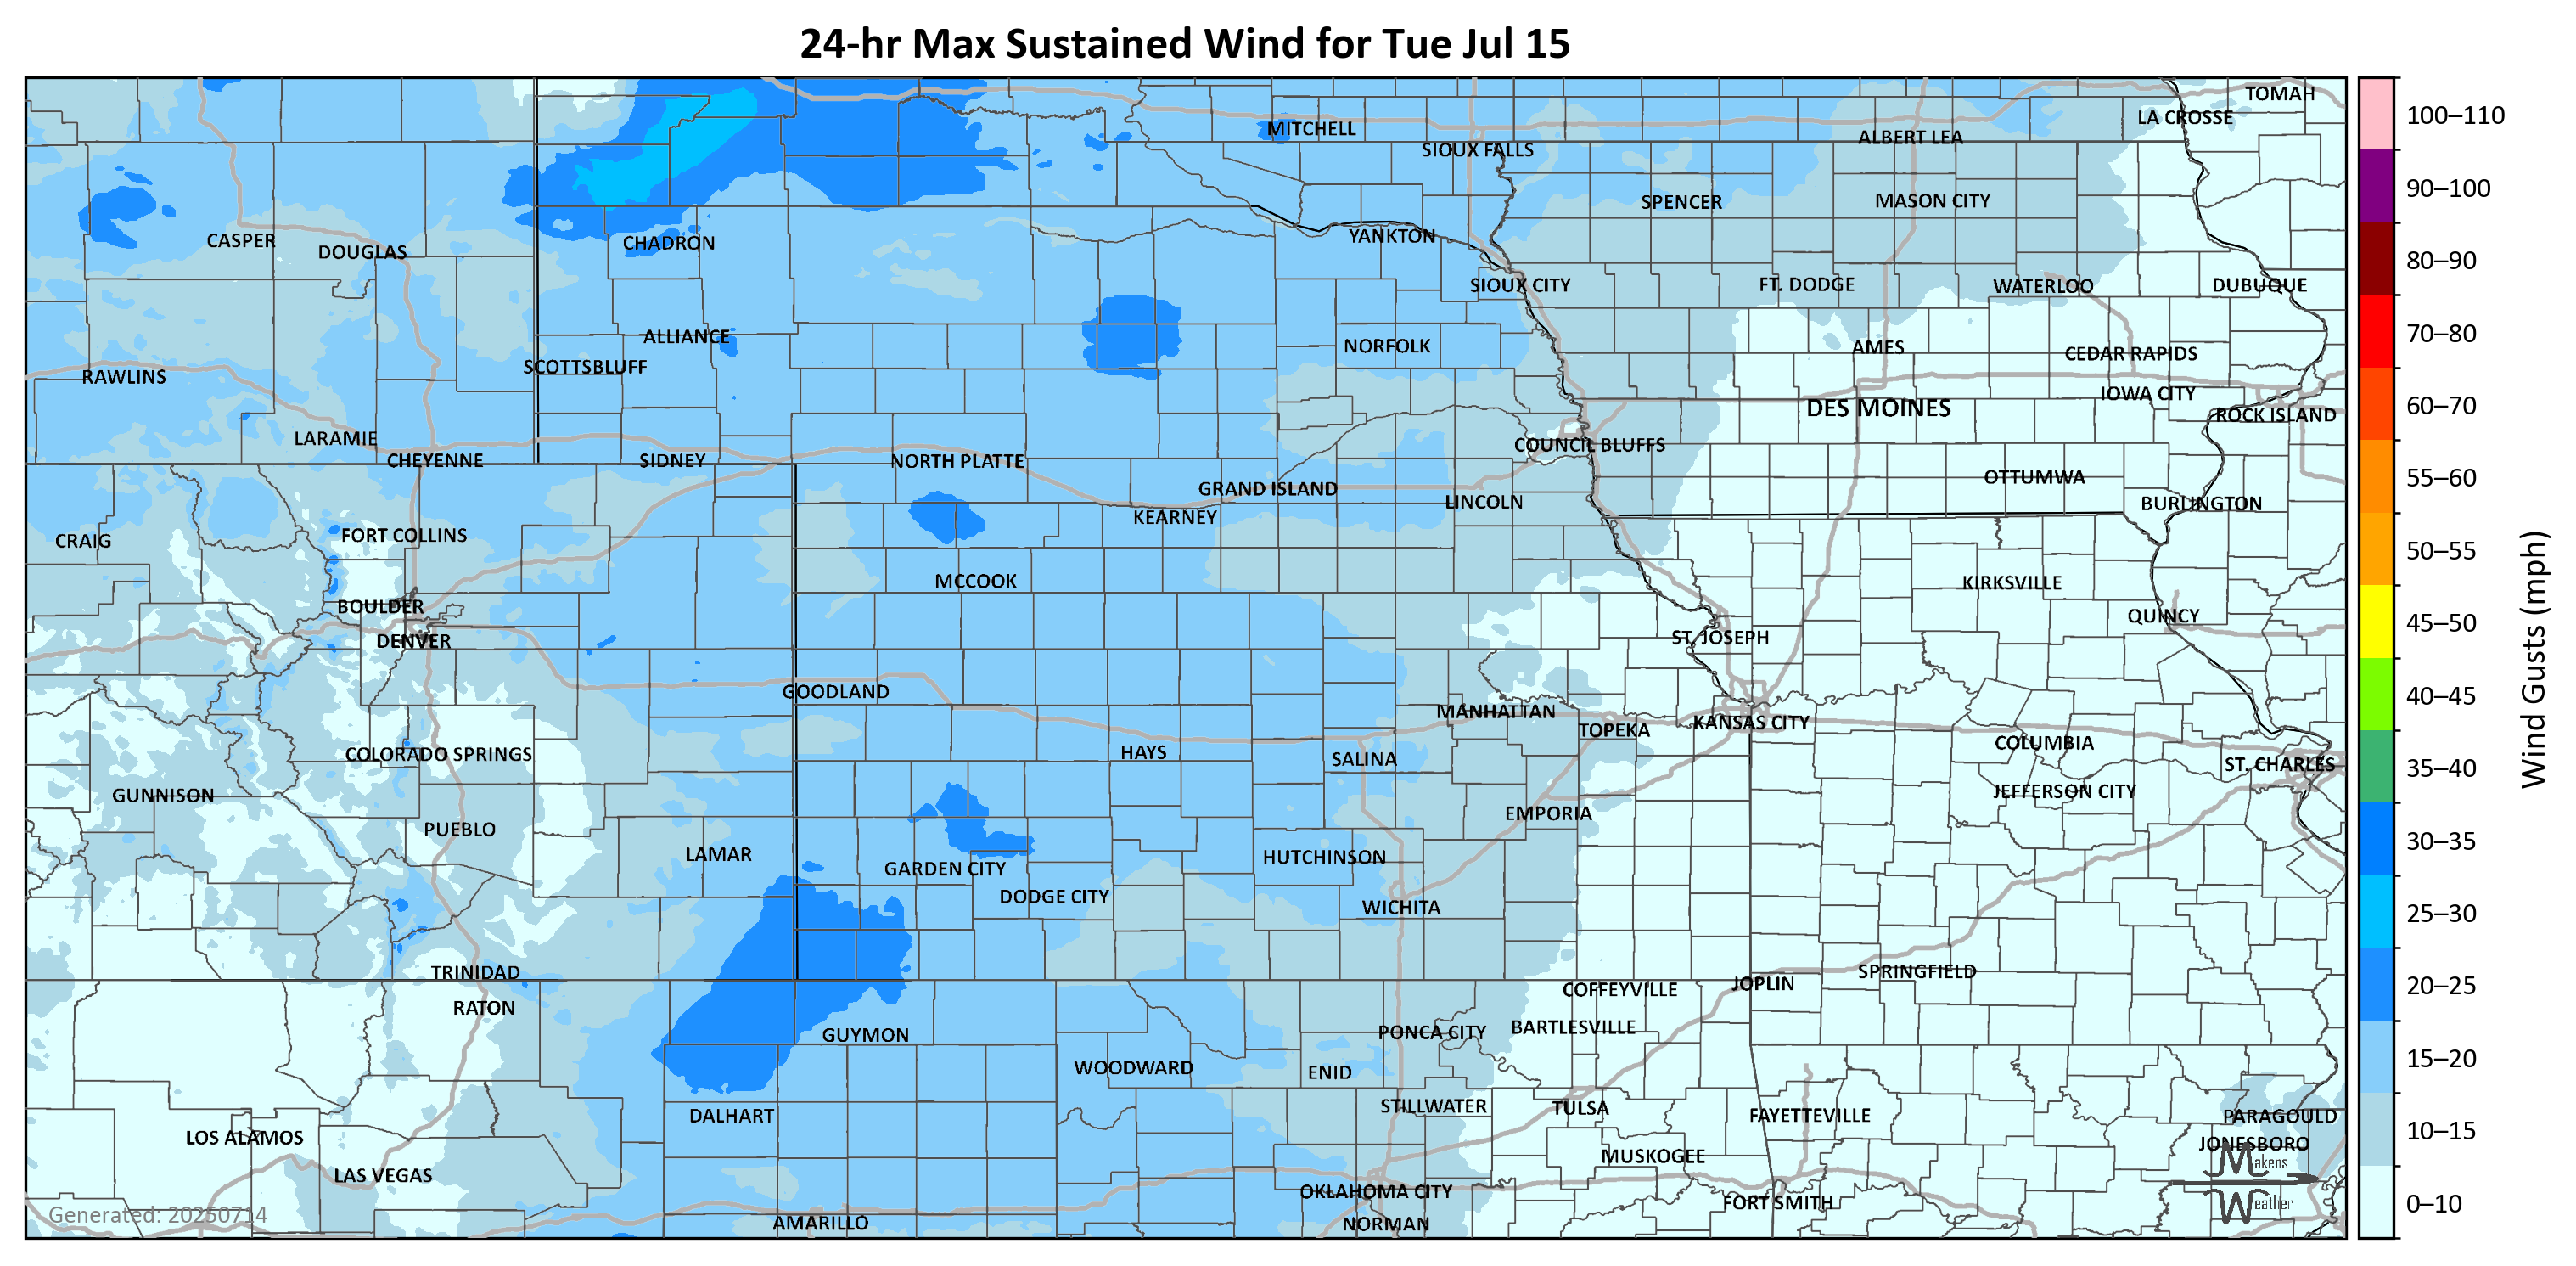 24-hr Max Sustained Wind for Tue Jul 15
TOMAH
LA CROSSE
MITCHELL
ALBERT LEA
SIOUX FALLS
SPENCER
MASON CITY
CASPER
DOUGLAS
CHADRON
YANKTON
SIOUX CITY
FT. DODGE
WATERLOO
DUBUQUE
ALLIANCE
NORFOLK
AMES
CEDAR RAPIDS
SCOTTSBLUFF
RAWLINS
IOWA CITY
DES MOINES
ROCK ISLAND
LARAMIE
COUNCIL BLUFFS
CHEYENNE
SIDNEY
NORTH PLATTE
OTTUMWA
GRAND ISLAND
LINCOLN
BURLINGTON
KEARNEY
CRAIG
FORT COLLINS
MCCOOK
KIRKSVILLE
BOULDER
QUINCY
DENVER
ST. JOSEPH
GOODLAND
MANHATTAN
KANSAS CITY
TOPEKA
COLUMBIA
COLORADO SPRINGS
HAYS
SALINA
ST. CHARLES
GUNNISON
JEFFERSON CITY
EMPORIA
PUEBLO
LAMAR
HUTCHINSON
GARDEN CITY
DODGE CITY
WICHITA
TRINIDAD
SPRINGFIELD
JOPLIN
COFFEYVILLE
RATON
BARTLESVILLE
PONCA CITY
GUYMON
WOODWARD
ENID
STILLWATER
TULSA
DALHART
FAYETTEVILLE
PARAGOULD
LOS ALAMOS
JONESBORO
MUSKOGEE
LAS VEGAS
OKLAHOMA CITY
FORT SMITH
AMARILLO
NORMAN
Generated: 20250714
Makens
Weather
100–110
90–100
80–90
70–80
60–70
55–60
50–55
45–50
40–45
35–40
30–35
25–30
20–25
15–20
10–15
0–10
Wind Gusts (mph)